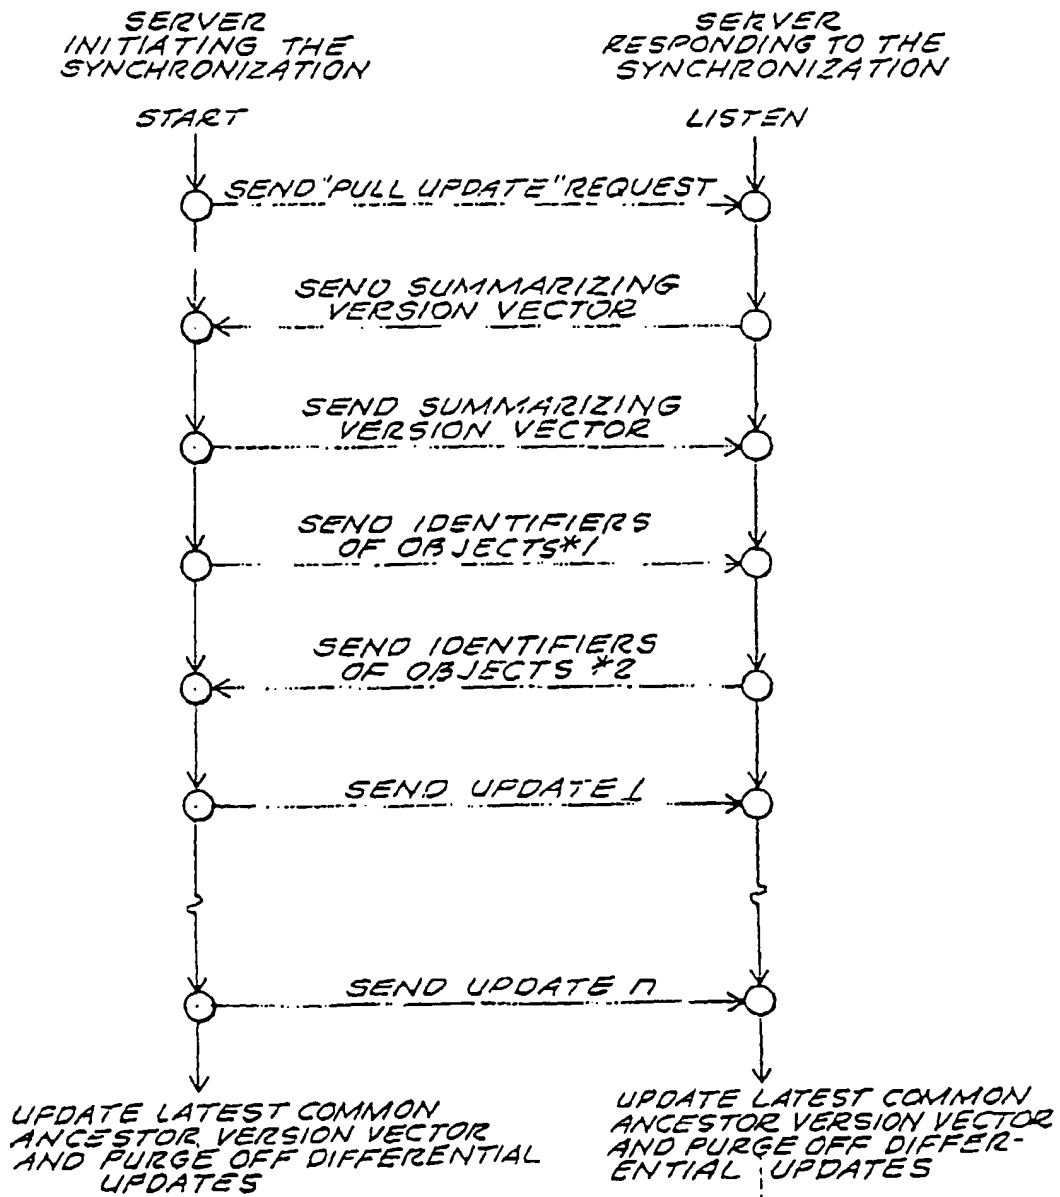 SERVER
INITIATING THE
SYNCHRONIZATION
SERVER
RESPONDING TO THE
SYNCHRONIZATION
START
LISTEN
SEND "PULL UPDATE" REQUEST
SEND SUMMARIZING
VERSION VECTOR
SEND SUMMARIZING
VERSION VECTOR
SEND IDENTIFIERS
OF OBJECTS*1
SEND IDENTIFIERS
OF OBJECTS *2
SEND UPDATE 1
SEND UPDATE n
UPDATE LATEST COMMON
ANCESTOR VERSION VECTOR
AND PURGE OFF DIFFERENTIAL
UPDATES
UPDATE LATEST COMMON
ANCESTOR VERSION VECTOR
AND PURGE OFF DIFFER-
ENTIAL UPDATES